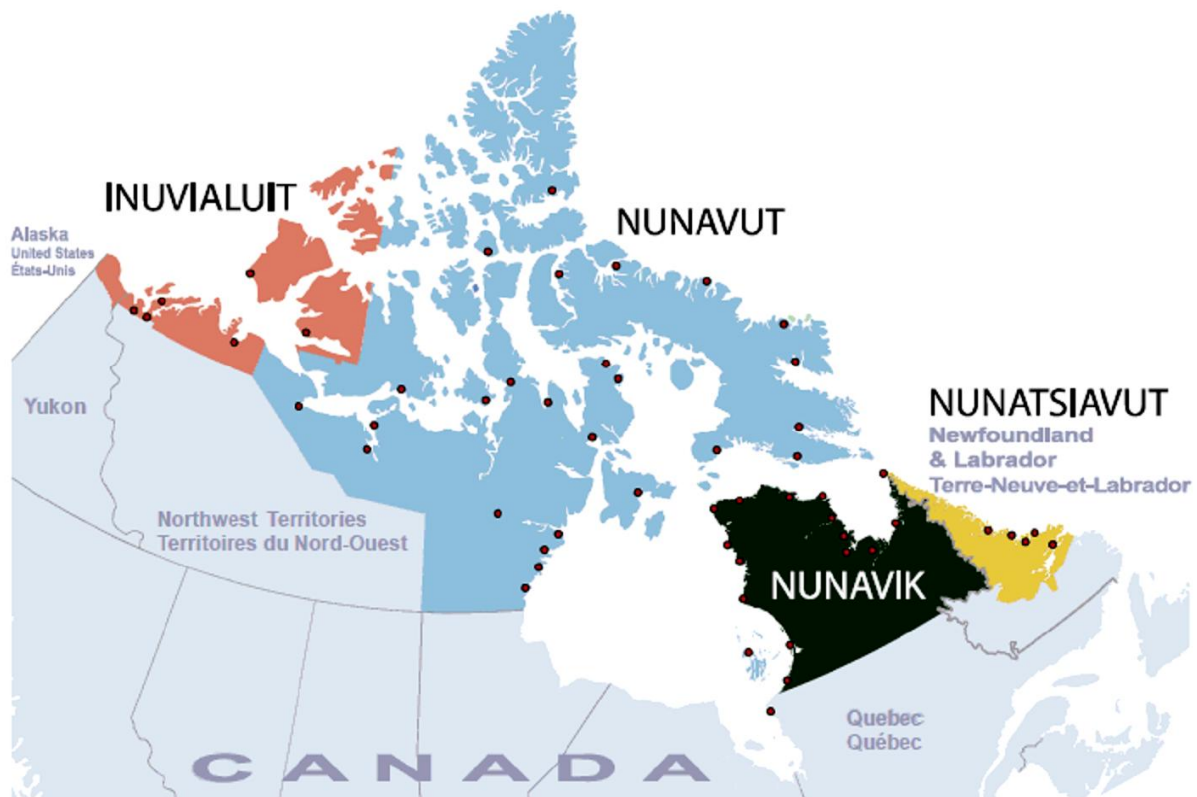 INUVIALUIT
NUNAVUT
Alaska
United States
États-Unis
Yukon
NUNATSIAVUT
Newfoundland
& Labrador
Terre-Neuve-et-Labrador
Northwest Territories
Territoires du Nord-Ouest
NUNAVIK
Quebec
Québec
CANADA